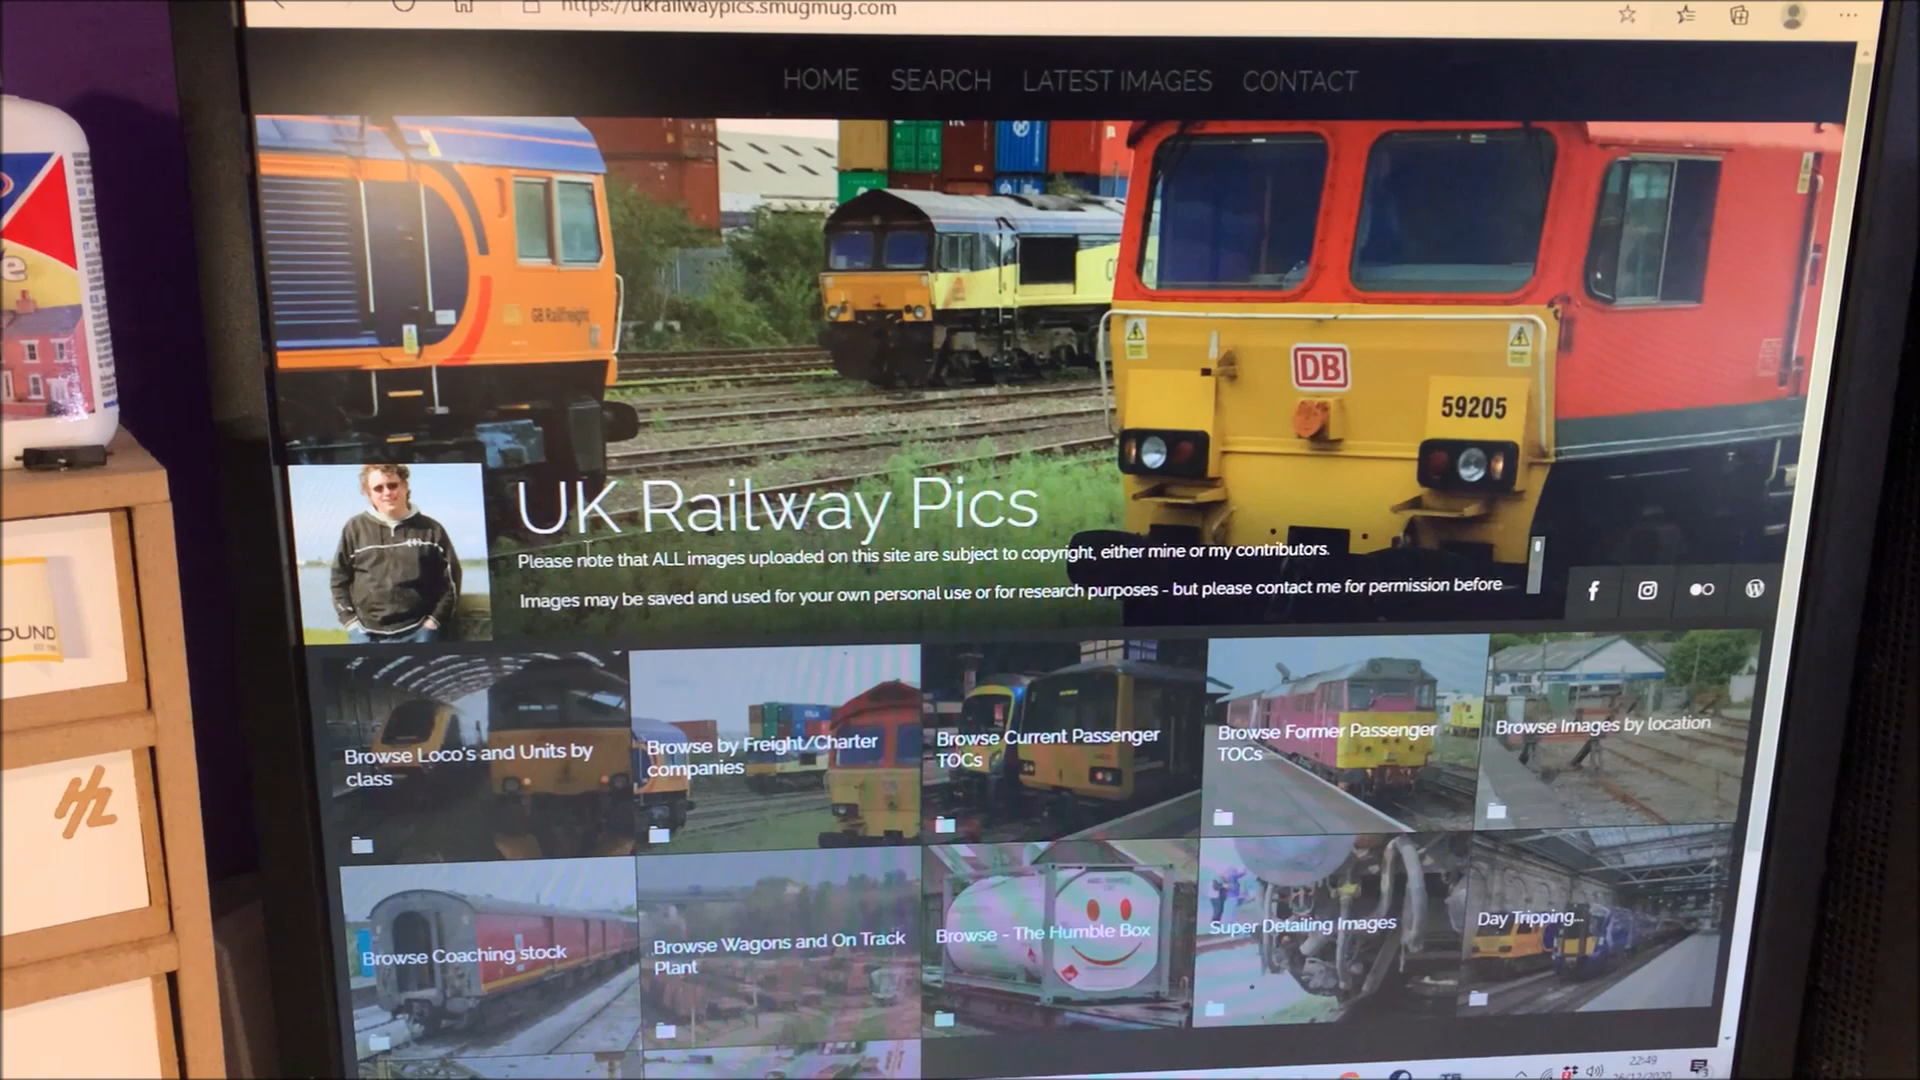 https://ukrailwaypics.smugmug.com
HOME SEARCH LATEST IMAGES CONTACT
GB Railfreight
DB
59205
UK Railway Pics
Please note that ALL images uploaded on this site are subject to copyright, either mine or my contributors.
Images may be saved and used for your own personal use or for research purposes - but please contact me for permission before
Browse Loco's and Units by
class
Browse by Freight/Charter
companies
Browse Current Passenger
TOCs
Browse Former Passenger
TOCs
Browse Images by location
Browse Coaching stock
Browse Wagons and On Track
Plant
Browse - The Humble Box
Super Detailing Images
Day Tripping...
OUND
22:49
26/12/2020